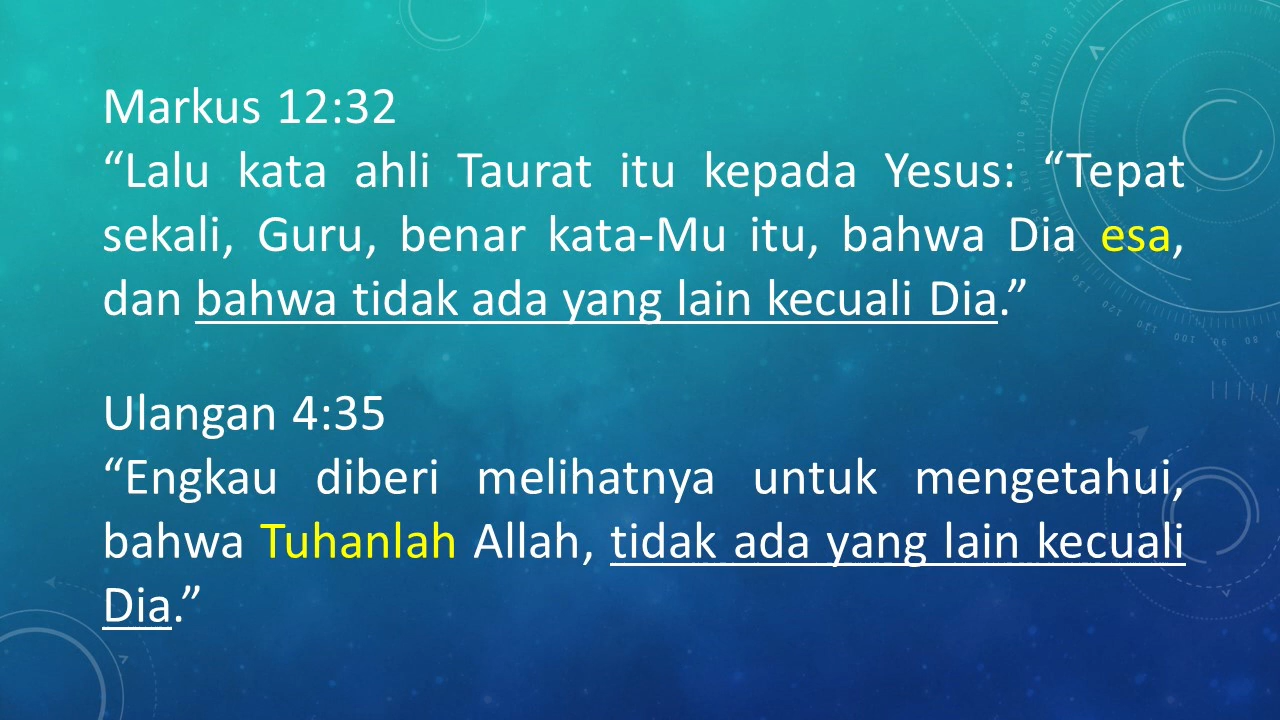 Markus 12:32
“Lalu kata ahli Taurat itu kepada Yesus: “Tepat
sekali, Guru, benar kata-Mu itu, bahwa Dia esa,
dan bahwa tidak ada yang lain kecuali Dia.”
Ulangan 4:35
“Engkau diberi melihatnya untuk mengetahui,
bahwa Tuhanlah Allah, tidak ada yang lain kecuali
Dia.”